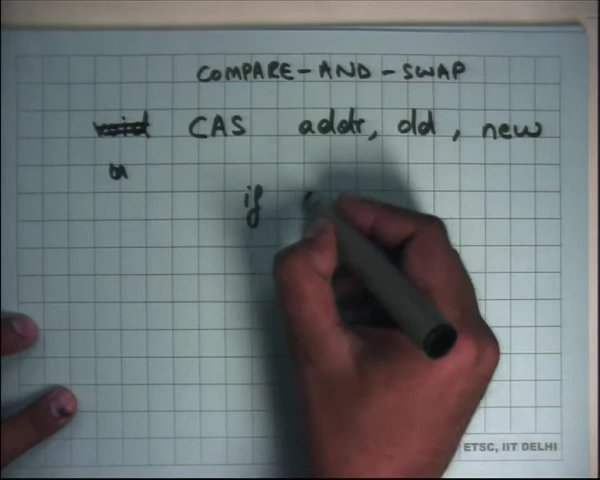 COMPARE-AND-SWAP
CAS addr, old, new
if
ETSC, IIT DELHI